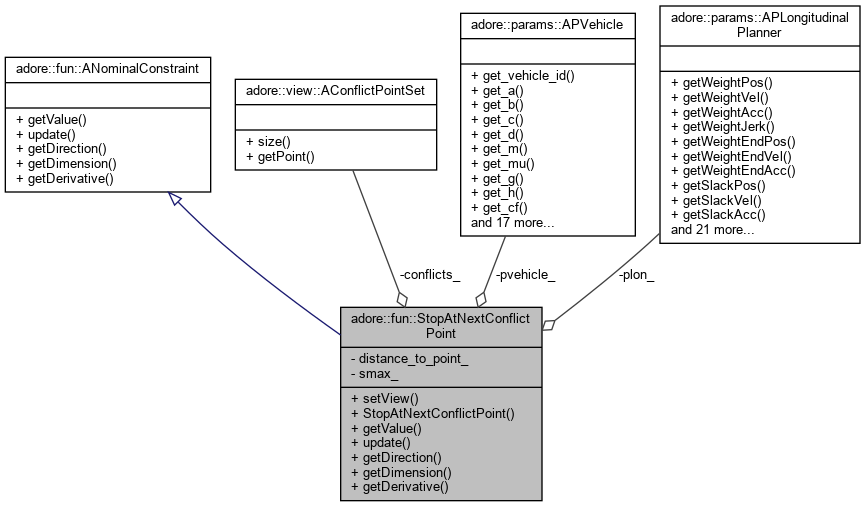 adore::fun::ANominalConstraint
+ getValue()
+ update()
+ getDirection()
+ getDimension()
+ getDerivative()
adore::view::AConflictPointSet
+ size()
+ getPoint()
adore::params::APVehicle
+ get_vehicle_id()
+ get_a()
+ get_b()
+ get_c()
+ get_d()
+ get_m()
+ get_mu()
+ get_g()
+ get_h()
+ get_cf()
and 17 more...
adore::params::APLongitudinal
Planner
+ getWeightPos()
+ getWeightVel()
+ getWeightAcc()
+ getWeightJerk()
+ getWeightEndPos()
+ getWeightEndVel()
+ getWeightEndAcc()
+ getSlackPos()
+ getSlackVel()
+ getSlackAcc()
and 21 more...
-conflicts_
-pvehicle_
-plon_
adore::fun::StopAtNextConflict
Point
- distance_to_point_
- smax_
+ setView()
+ StopAtNextConflictPoint()
+ getValue()
+ update()
+ getDirection()
+ getDimension()
+ getDerivative()